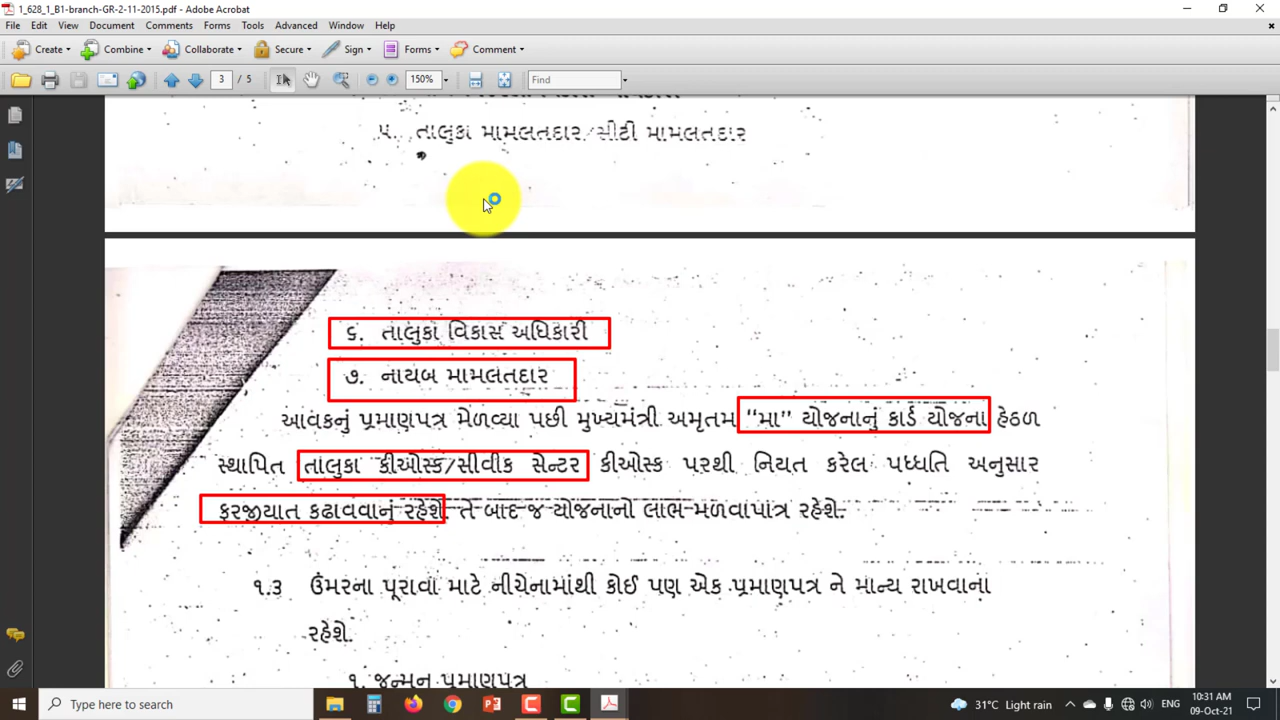 1_628_1_B1-branch-GR-2-11-2015.pdf - Adobe Acrobat
File Edit View Document Comments Forms Tools Advanced Window Help
Create Combine Collaborate Secure Sign Forms Comment
3 / 5 150% Find
૫. તાલુકા મામલતદાર/સીટી મામલતદાર
૬. તાલુકા વિકાસ અધિકારી
૭. નાયબ મામલતદાર
આવકનું પ્રમાણપત્ર મેળવ્યા પછી મુખ્યમંત્રી અમૃતમ "મા" યોજનાનું કાર્ડ યોજના હેઠળ
સ્થાપિત તાલુકા કીઓસ્ક/સીવીક સેન્ટર કીઓસ્ક પરથી નિયત કરેલ પધ્ધતિ અનુસાર
ફરજીયાત કઢાવવાનું રહેશે. તે બાદ જ યોજનાનો લાભ મળવાપાત્ર રહેશે.
૧.૩ ઉંમરના પૂરાવા માટે નીચેનામાંથી કોઈ પણ એક પ્રમાણપત્ર ને માન્ય રાખવાના
રહેશે.
૧. જન્મન પ્રમાણપત્ર
Type here to search
31°C Light rain ENG 10:31 AM
09-Oct-21